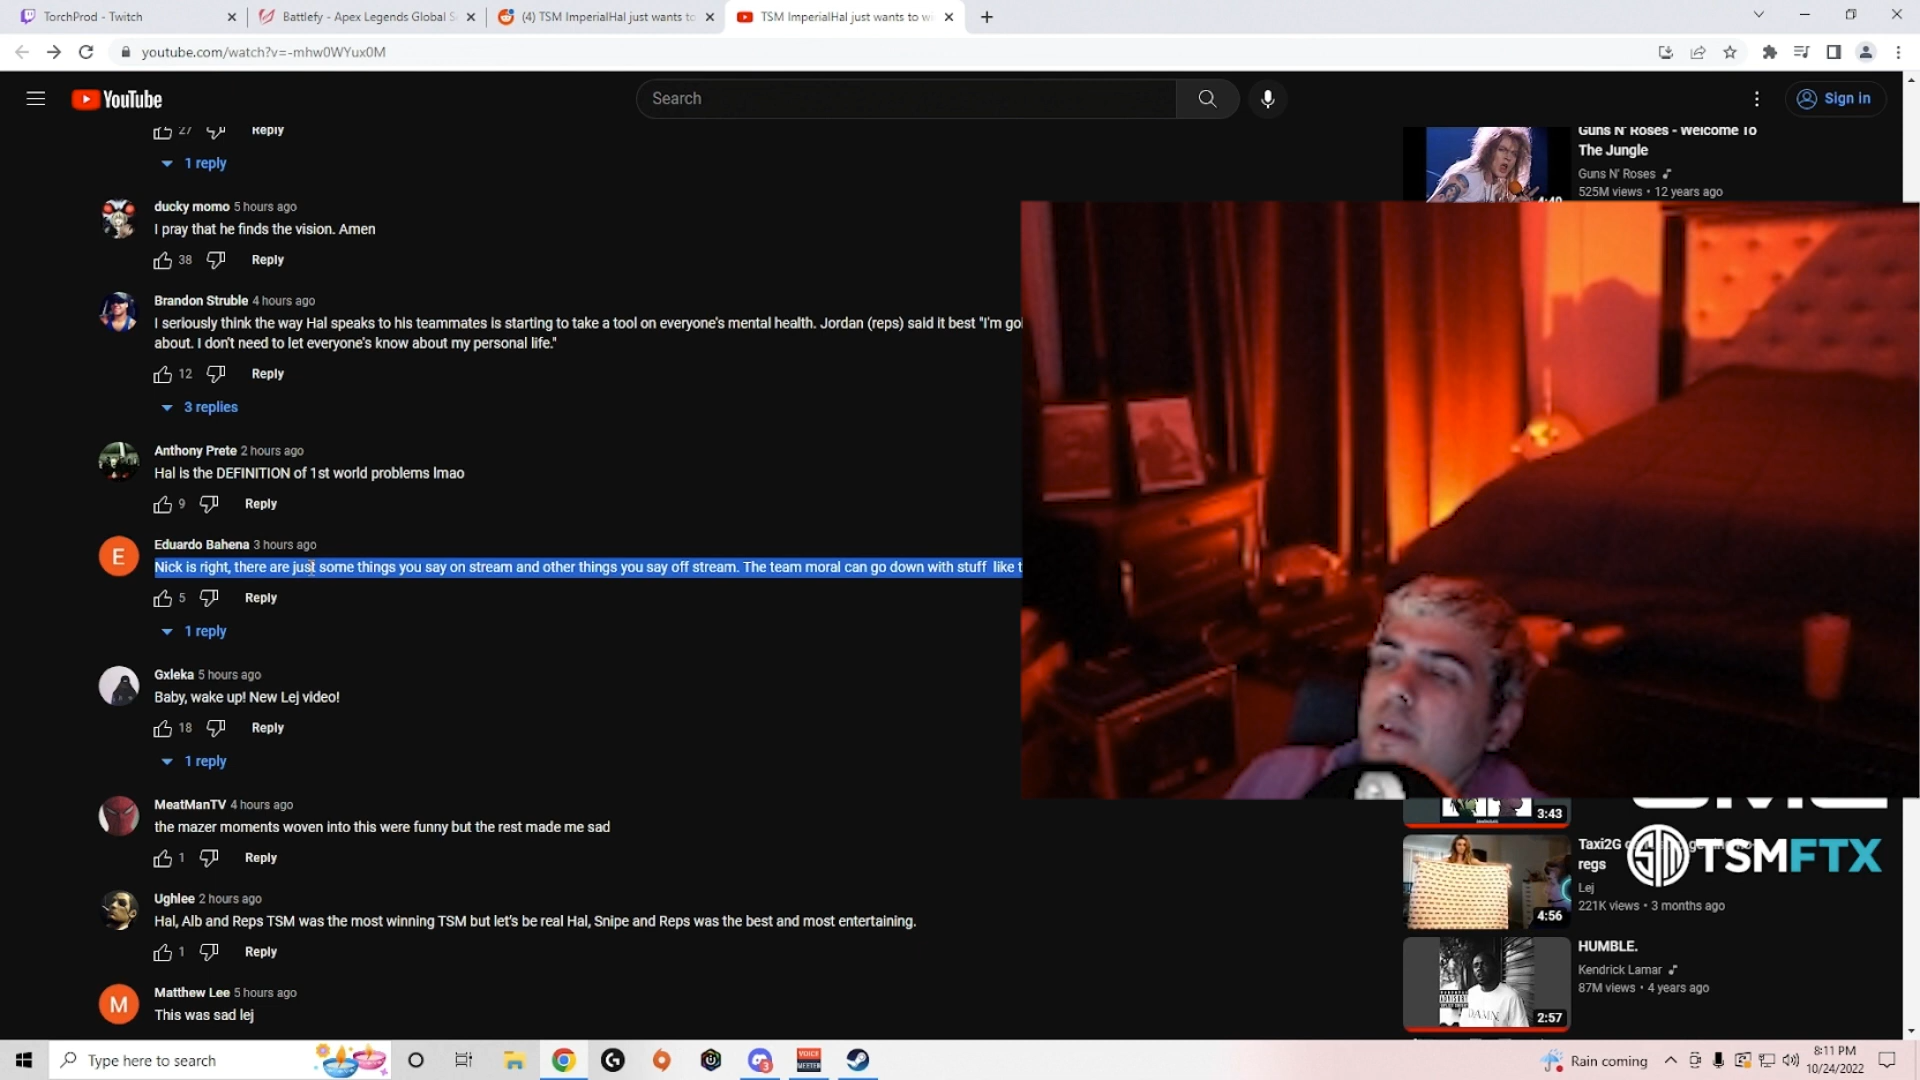 TorchProd - Twitch
Battlefy - Apex Legends Global S
(4) TSM ImperialHal just wants to
TSM ImperialHal just wants to w
youtube.com/watch?v=-mhw0WYux0M
YouTube
Search
Sign in
27 Reply
1 reply
ducky momo 5 hours ago
I pray that he finds the vision. Amen
38 Reply
Brandon Struble 4 hours ago
I seriously think the way Hal speaks to his teammates is starting to take a tool on everyone's mental health. Jordan (reps) said it best "I'm goi
about. I don't need to let everyone's know about my personal life."
12 Reply
3 replies
Anthony Prete 2 hours ago
Hal is the DEFINITION of 1st world problems lmao
9 Reply
Eduardo Bahena 3 hours ago
Nick is right, there are just some things you say on stream and other things you say off stream. The team moral can go down with stuff like t
5 Reply
1 reply
Gxleka 5 hours ago
Baby, wake up! New Lej video!
18 Reply
1 reply
MeatManTV 4 hours ago
the mazer moments woven into this were funny but the rest made me sad
1 Reply
Ughlee 2 hours ago
Hal, Alb and Reps TSM was the most winning TSM but let's be real Hal, Snipe and Reps was the best and most entertaining.
1 Reply
Matthew Lee 5 hours ago
This was sad lej
Guns N' Roses - Welcome To
The Jungle
Guns N' Roses
525M views • 12 years ago
4:40
3:43
Taxi2G
regs
Lej
221K views • 3 months ago
4:56
TSMFTX
HUMBLE.
Kendrick Lamar
87M views • 4 years ago
2:57
Type here to search
VOICE
MEETER
Rain coming
8:11 PM
10/24/2022